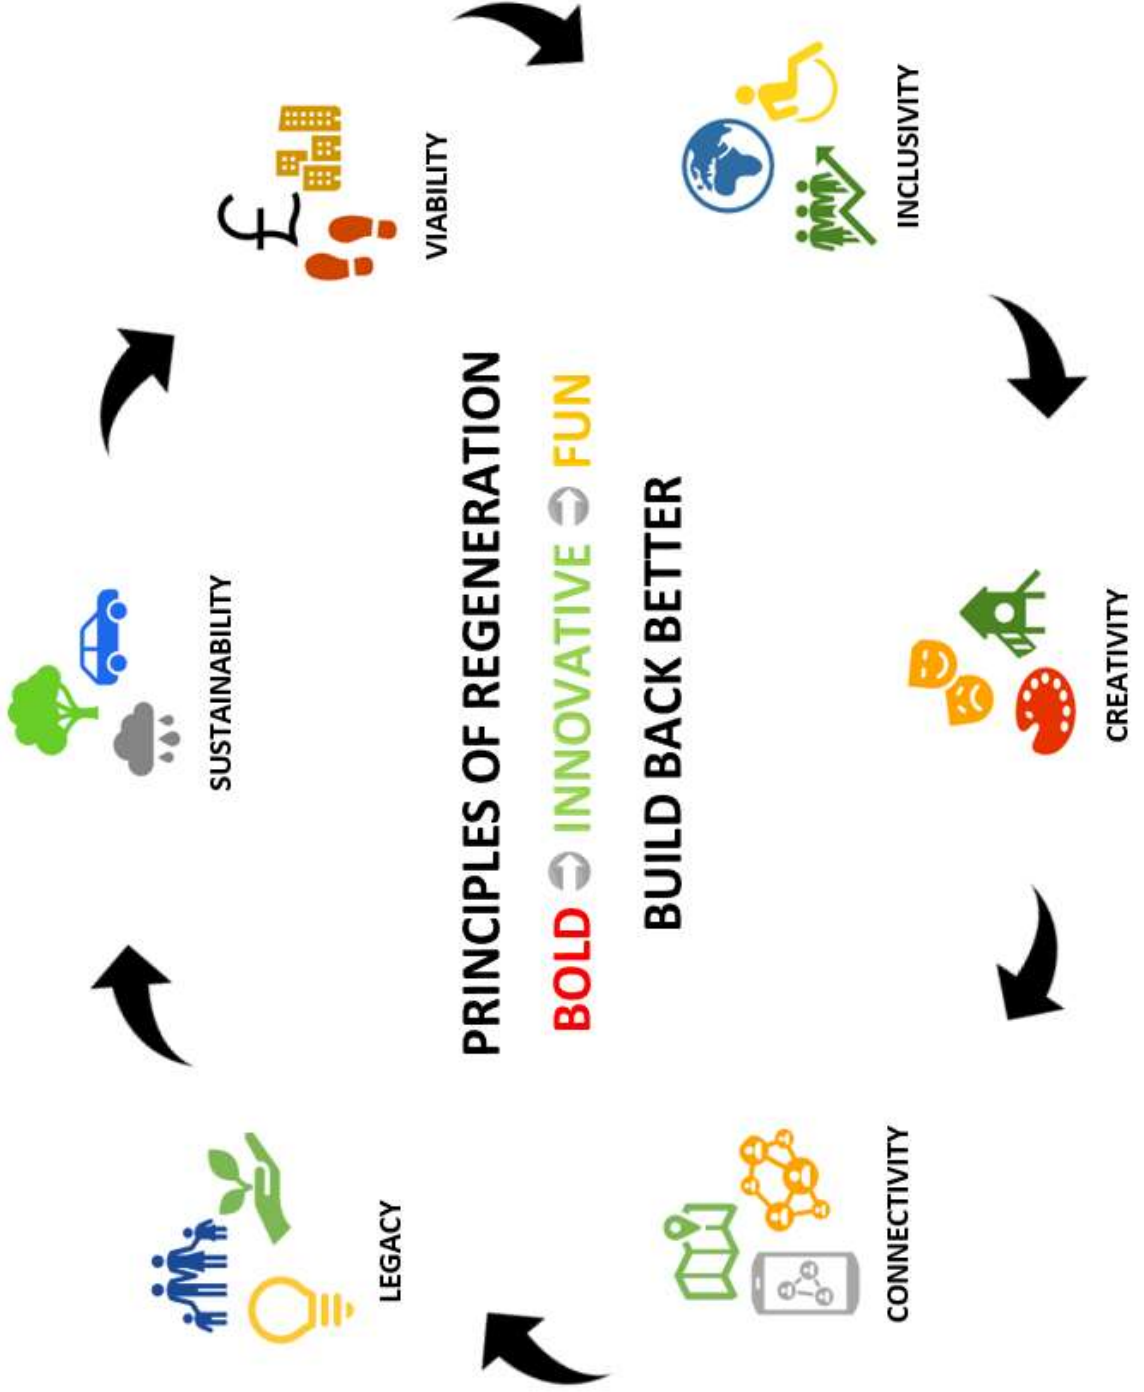 SUSTAINABILITY
LEGACY
VIABILITY
£
PRINCIPLES OF REGENERATION
BOLD INNOVATIVE FUN
BUILD BACK BETTER
CONNECTIVITY
INCLUSIVITY
CREATIVITY